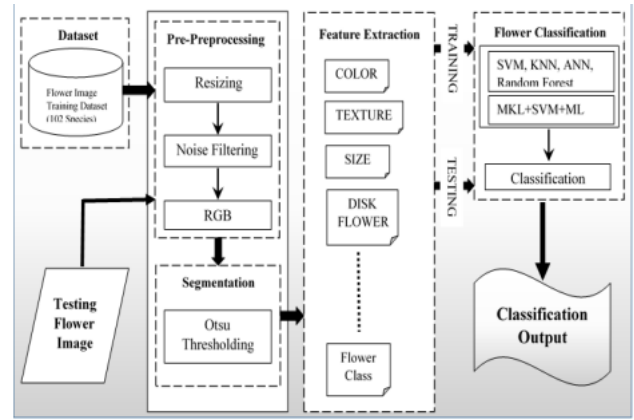 Dataset
Flower Image
Training Dataset
(102 Species)
Testing
Flower
Image
Pre-Preprocessing
Resizing
Noise Filtering
RGB
Segmentation
Otsu
Thresholding
Feature Extraction
COLOR
TEXTURE
SIZE
DISK
FLOWER
Flower
Class
TRAINING
TESTING
Flower Classification
SVM, KNN, ANN,
Random Forest
MKL+SVM+ML
Classification
Classification
Output